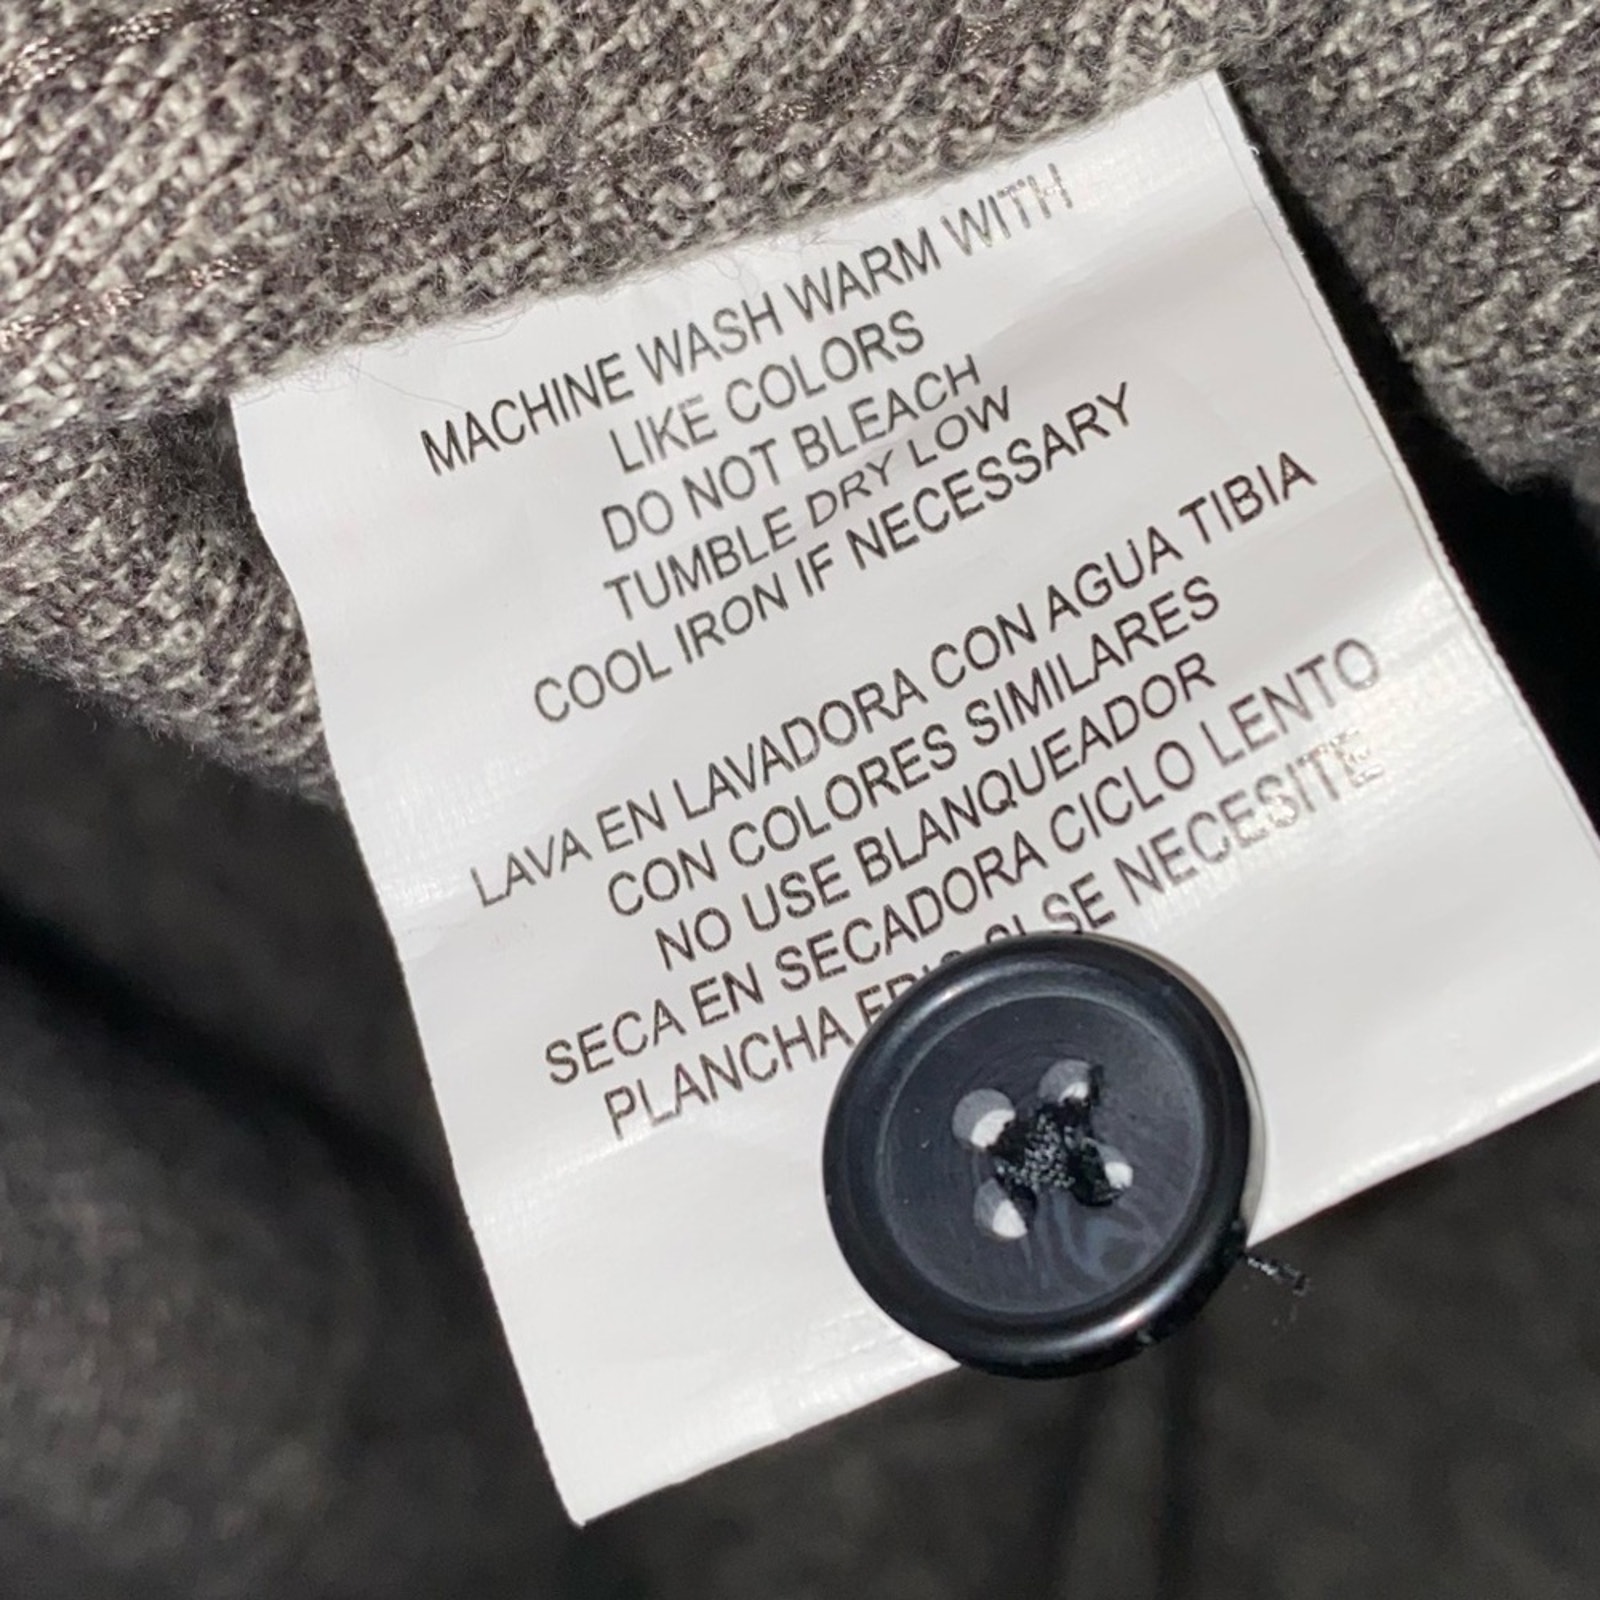 MACHINE WASH WARM WITH
LIKE COLORS
DO NOT BLEACH
TUMBLE DRY LOW
COOL IRON IF NECESSARY
LAVA EN LAVADORA CON AGUA TIBIA
CON COLORES SIMILARES
NO USE BLANQUEADOR
SECA EN SECADORA CICLO LENTO
PLANCHA SI SE NECESITE